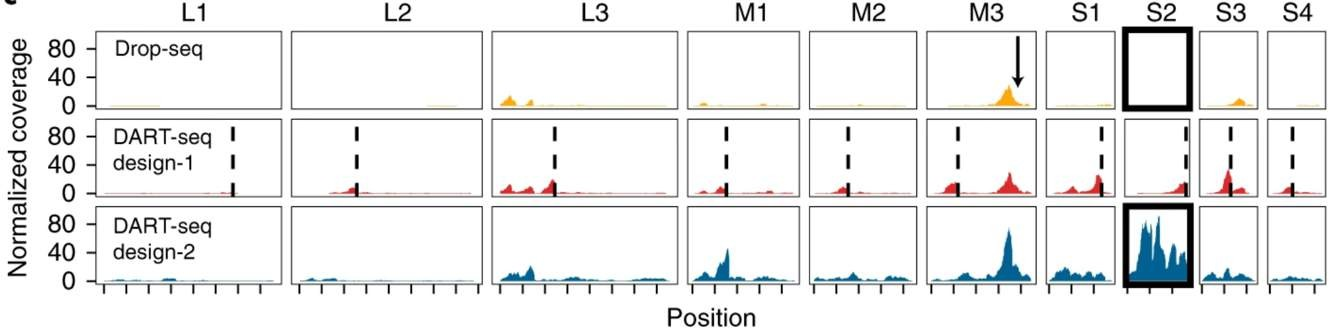 L1 L2 L3 M1 M2 M3 S1 S2 S3 S4
Normalized coverage
80
40
0
Drop-seq
80
40
0
DART-seq
design-1
80
40
0
DART-seq
design-2
Position